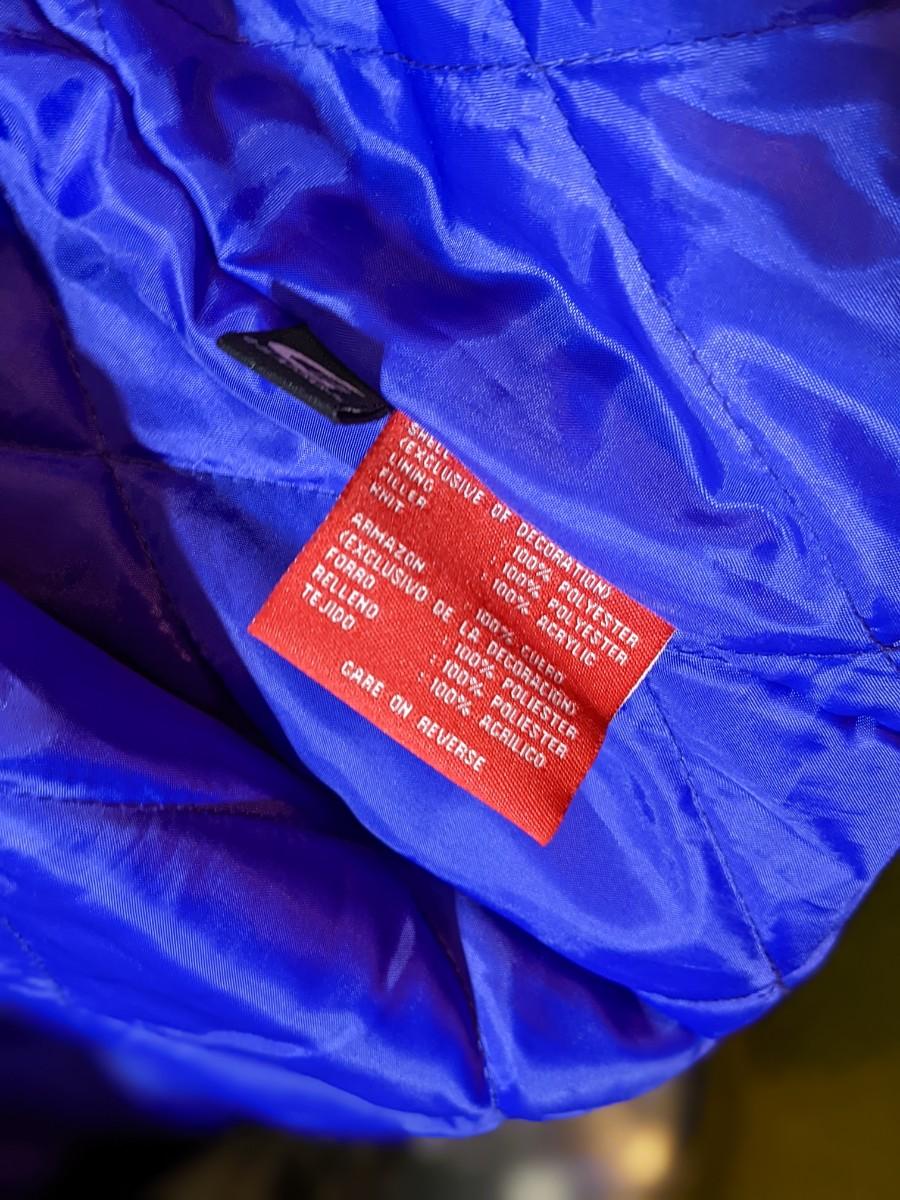 SHELL
(EXCLUSIVE OF DECORATION)
LINING : 100% POLYESTER
FILLER : 100% POLYESTER
KNIT : 100% ACRYLIC
ARMAZON : 100% CUERO
(EXCLUSIVO DE LA DECORACION)
FORRO : 100% POLIESTER
RELLENO : 100% POLIESTER
TEJIDO : 100% ACRILICO
CARE ON REVERSE